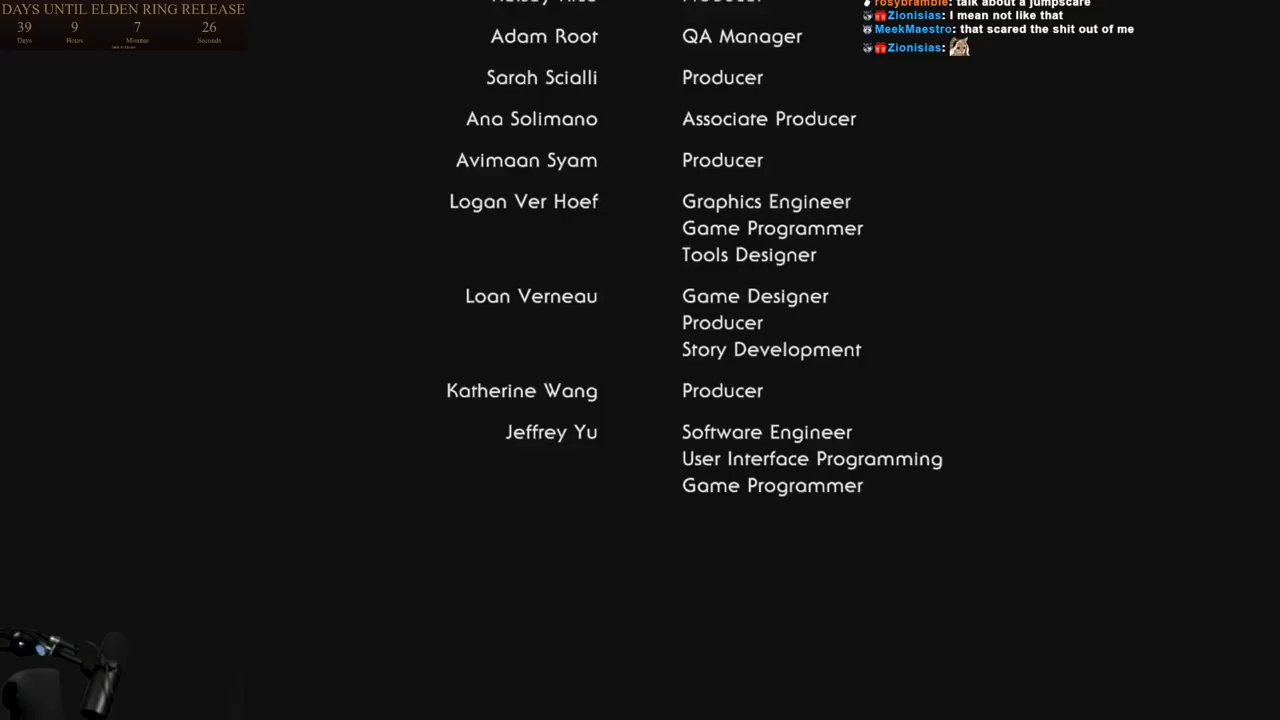 DAYS UNTIL ELDEN RING RELEASE
39 9 7 26
Days Hours Minutes Seconds
rosybramble: talk about a jumpscare
Zionisias: I mean not like that
MeekMaestro: that scared the shit out of me
Zionisias:
Producer
Adam Root QA Manager
Sarah Scialli Producer
Ana Solimano Associate Producer
Avimaan Syam Producer
Logan Ver Hoef Graphics Engineer
Game Programmer
Tools Designer
Loan Verneau Game Designer
Producer
Story Development
Katherine Wang Producer
Jeffrey Yu Software Engineer
User Interface Programming
Game Programmer